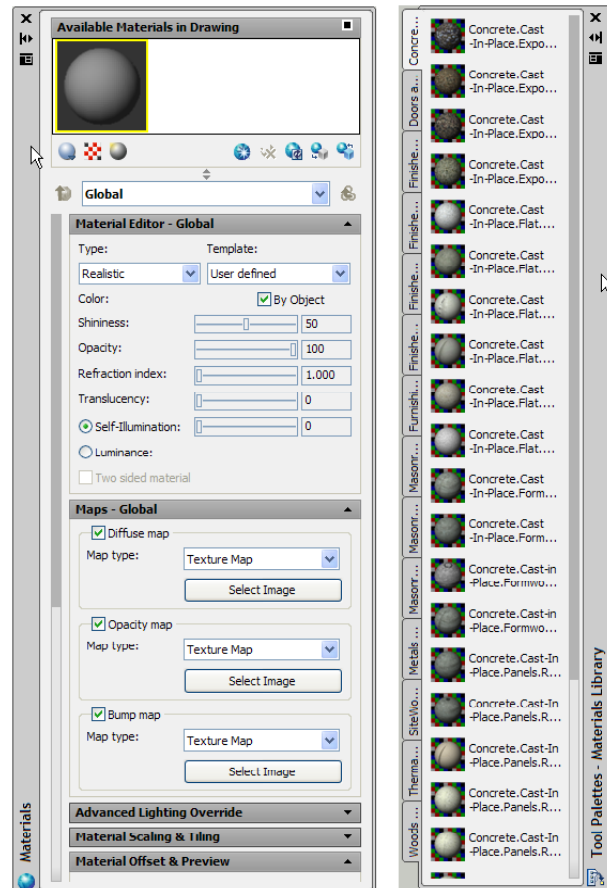 Available Materials in Drawing
Global
Material Editor - Global
Type:
Template:
Realistic
User defined
Color:
By Object
Shininess:
50
Opacity:
100
Refraction index:
1.000
Translucency:
0
Self-Illumination:
0
Luminance:
Two sided material
Maps - Global
Diffuse map
Map type:
Texture Map
Select Image
Opacity map
Map type:
Texture Map
Select Image
Bump map
Map type:
Texture Map
Select Image
Advanced Lighting Override
Material Scaling & Tiling
Material Offset & Preview
Materials
Concre...
Doors a...
Finishe...
Finishe...
Finishe...
Finishe...
Furnishi...
Masonr...
Masonr...
Masonr...
Metals ...
SiteWo...
Therma...
Woods ...
Concrete.Cast
-In-Place.Expo...
Concrete.Cast
-In-Place.Expo...
Concrete.Cast
-In-Place.Expo...
Concrete.Cast
-In-Place.Expo...
Concrete.Cast
-In-Place.Flat....
Concrete.Cast
-In-Place.Flat....
Concrete.Cast
-In-Place.Flat....
Concrete.Cast
-In-Place.Flat....
Concrete.Cast
-In-Place.Flat....
Concrete.Cast
-In-Place.Flat....
Concrete.Cast
-In-Place.Form...
Concrete.Cast
-In-Place.Form...
Concrete.Cast-in
-Place.Formwo...
Concrete.Cast-in
-Place.Formwo...
Concrete.Cast-In
-Place.Panels.R...
Concrete.Cast-In
-Place.Panels.R...
Concrete.Cast-In
-Place.Panels.R...
Concrete.Cast-In
-Place.Panels.R...
Concrete.Cast-In
-Place.Panels.R...
Tool Palettes - Materials Library